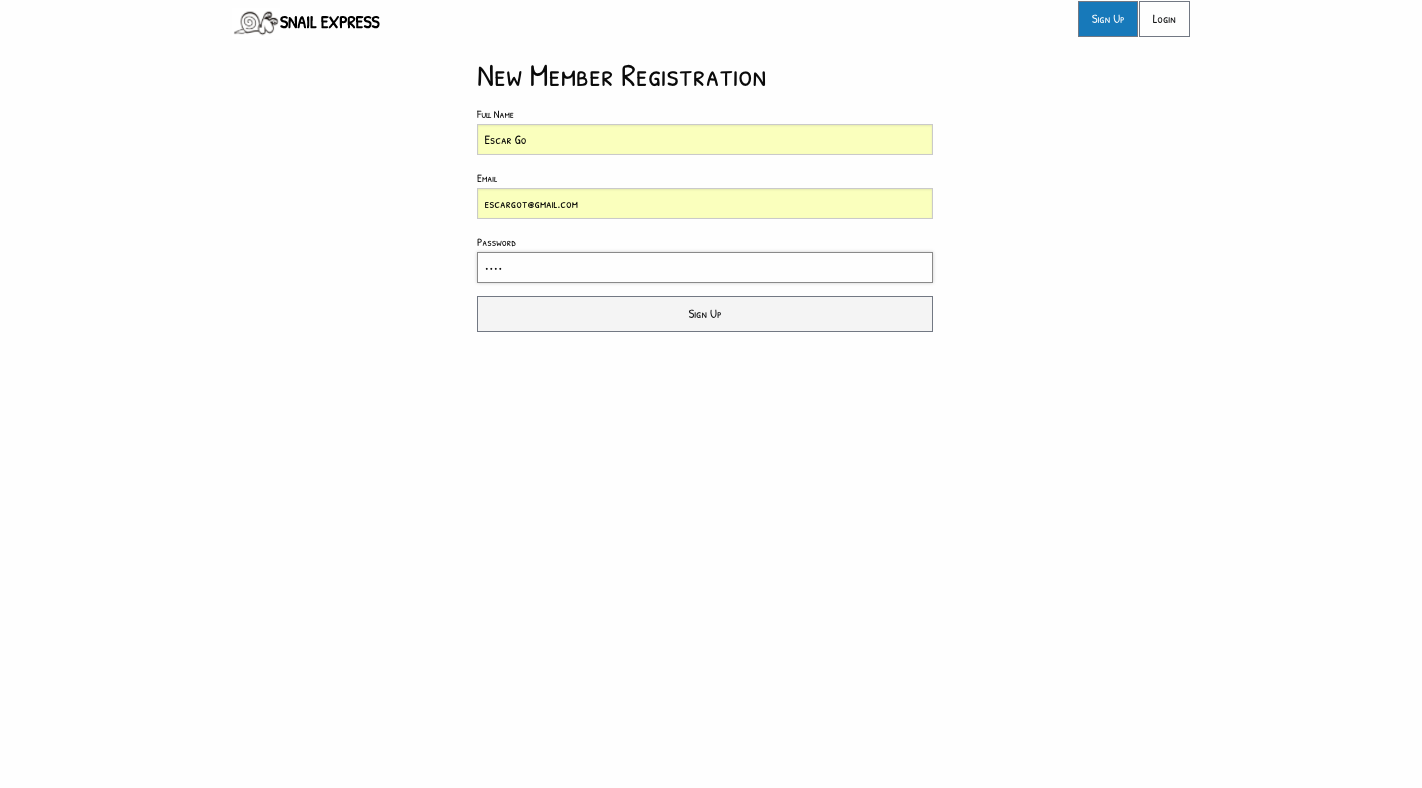 SNAIL EXPRESS
Sign Up
Login
New Member Registration
Full Name
Escar Go
Email
escargot@gmail.com
Password
....
Sign Up